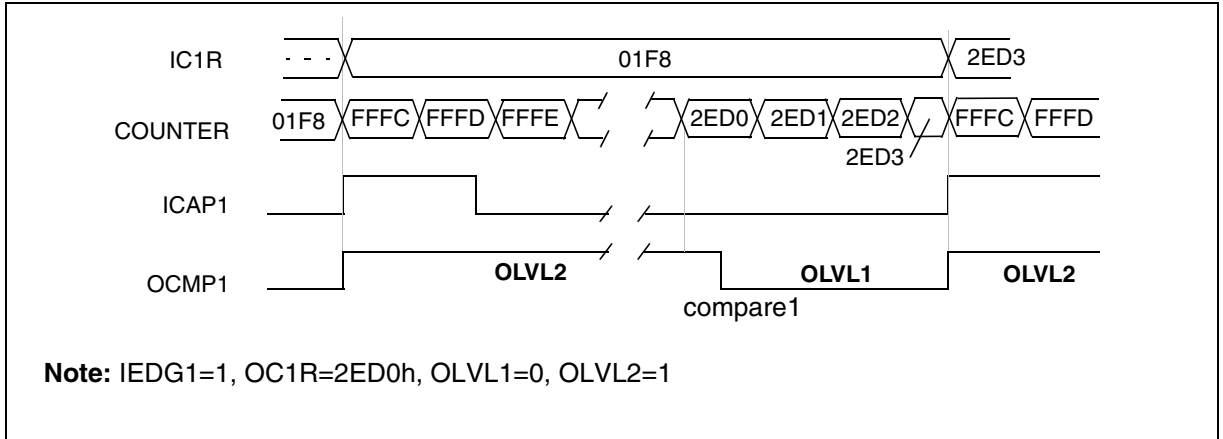 IC1R - - - 01F8 2ED3
COUNTER 01F8 FFFC FFFD FFFE 2ED0 2ED1 2ED2 FFFC FFFD
2ED3
ICAP1
OCMP1 OLVL2 OLVL1 OLVL2
compare1
Note: IEDG1=1, OC1R=2ED0h, OLVL1=0, OLVL2=1